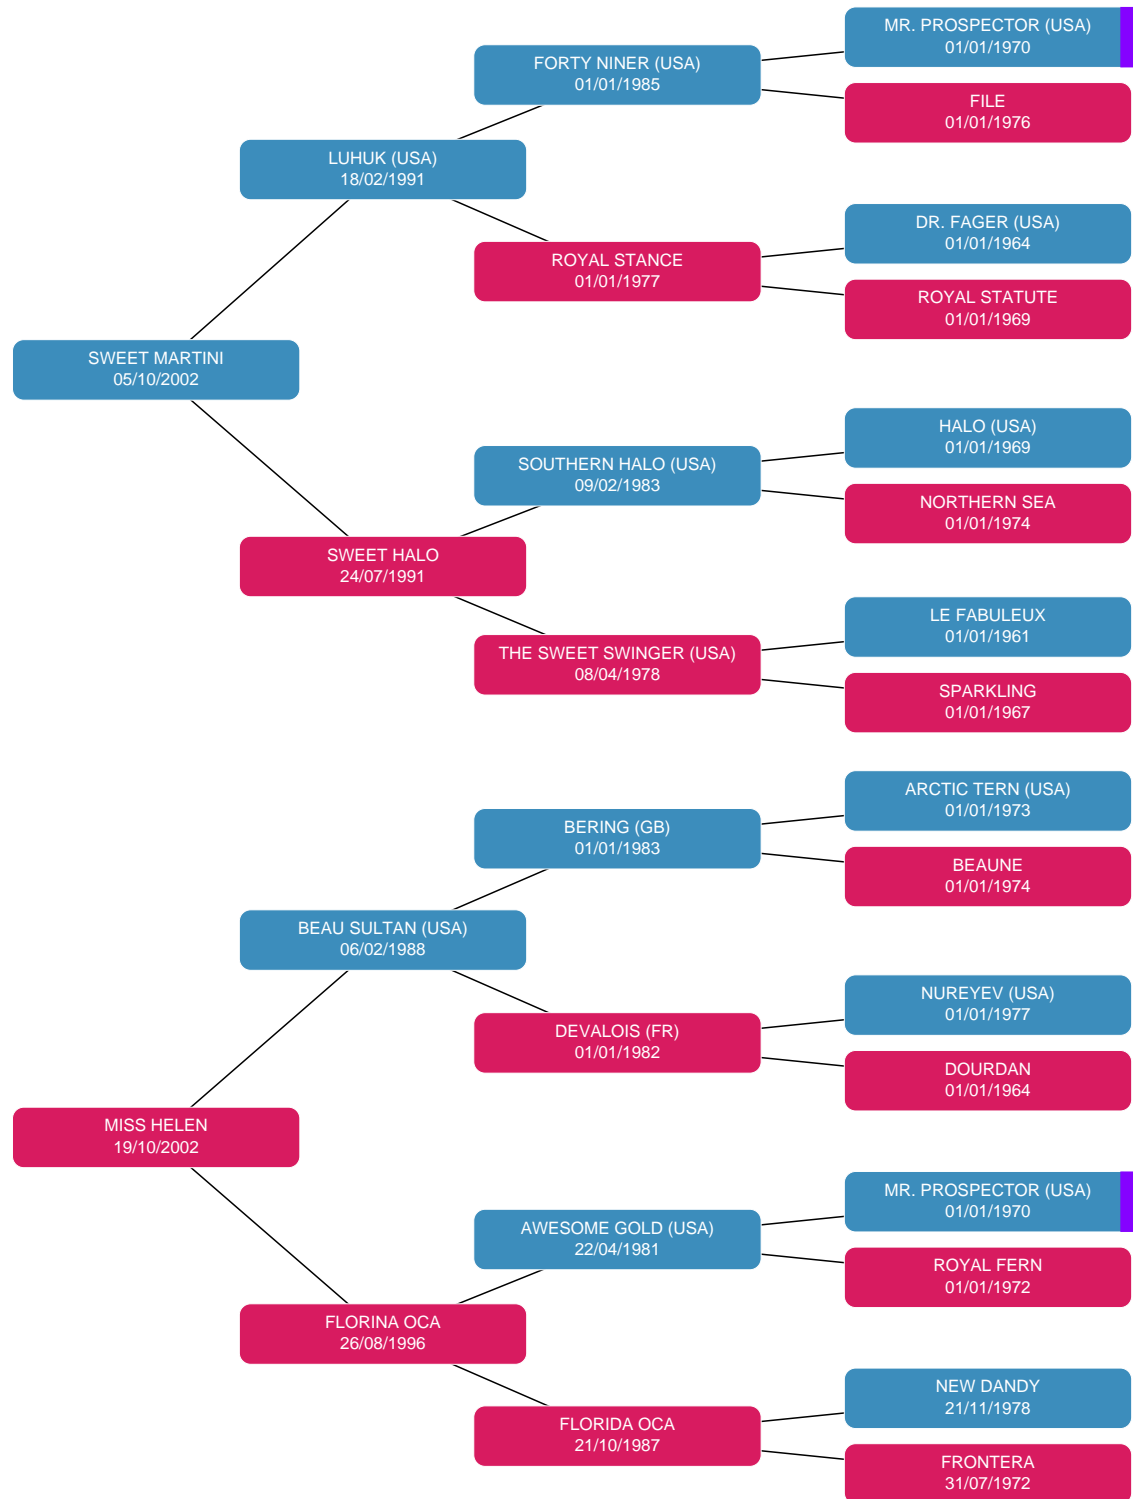 MR. PROSPECTOR (USA)
01/01/1970
FORTY NINER (USA)
01/01/1985
FILE
01/01/1976
LUHUK (USA)
18/02/1991
DR. FAGER (USA)
01/01/1964
ROYAL STANCE
01/01/1977
ROYAL STATUTE
01/01/1969
SWEET MARTINI
05/10/2002
HALO (USA)
01/01/1969
SOUTHERN HALO (USA)
09/02/1983
NORTHERN SEA
01/01/1974
SWEET HALO
24/07/1991
LE FABULEUX
01/01/1961
THE SWEET SWINGER (USA)
08/04/1978
SPARKLING
01/01/1967
ARCTIC TERN (USA)
01/01/1973
BERING (GB)
01/01/1983
BEAUNE
01/01/1974
BEAU SULTAN (USA)
06/02/1988
NUREYEV (USA)
01/01/1977
DEVALOIS (FR)
01/01/1982
DOURDAN
01/01/1964
MISS HELEN
19/10/2002
MR. PROSPECTOR (USA)
01/01/1970
AWESOME GOLD (USA)
22/04/1981
ROYAL FERN
01/01/1972
FLORINA OCA
26/08/1996
NEW DANDY
21/11/1978
FLORIDA OCA
21/10/1987
FRONTERA
31/07/1972